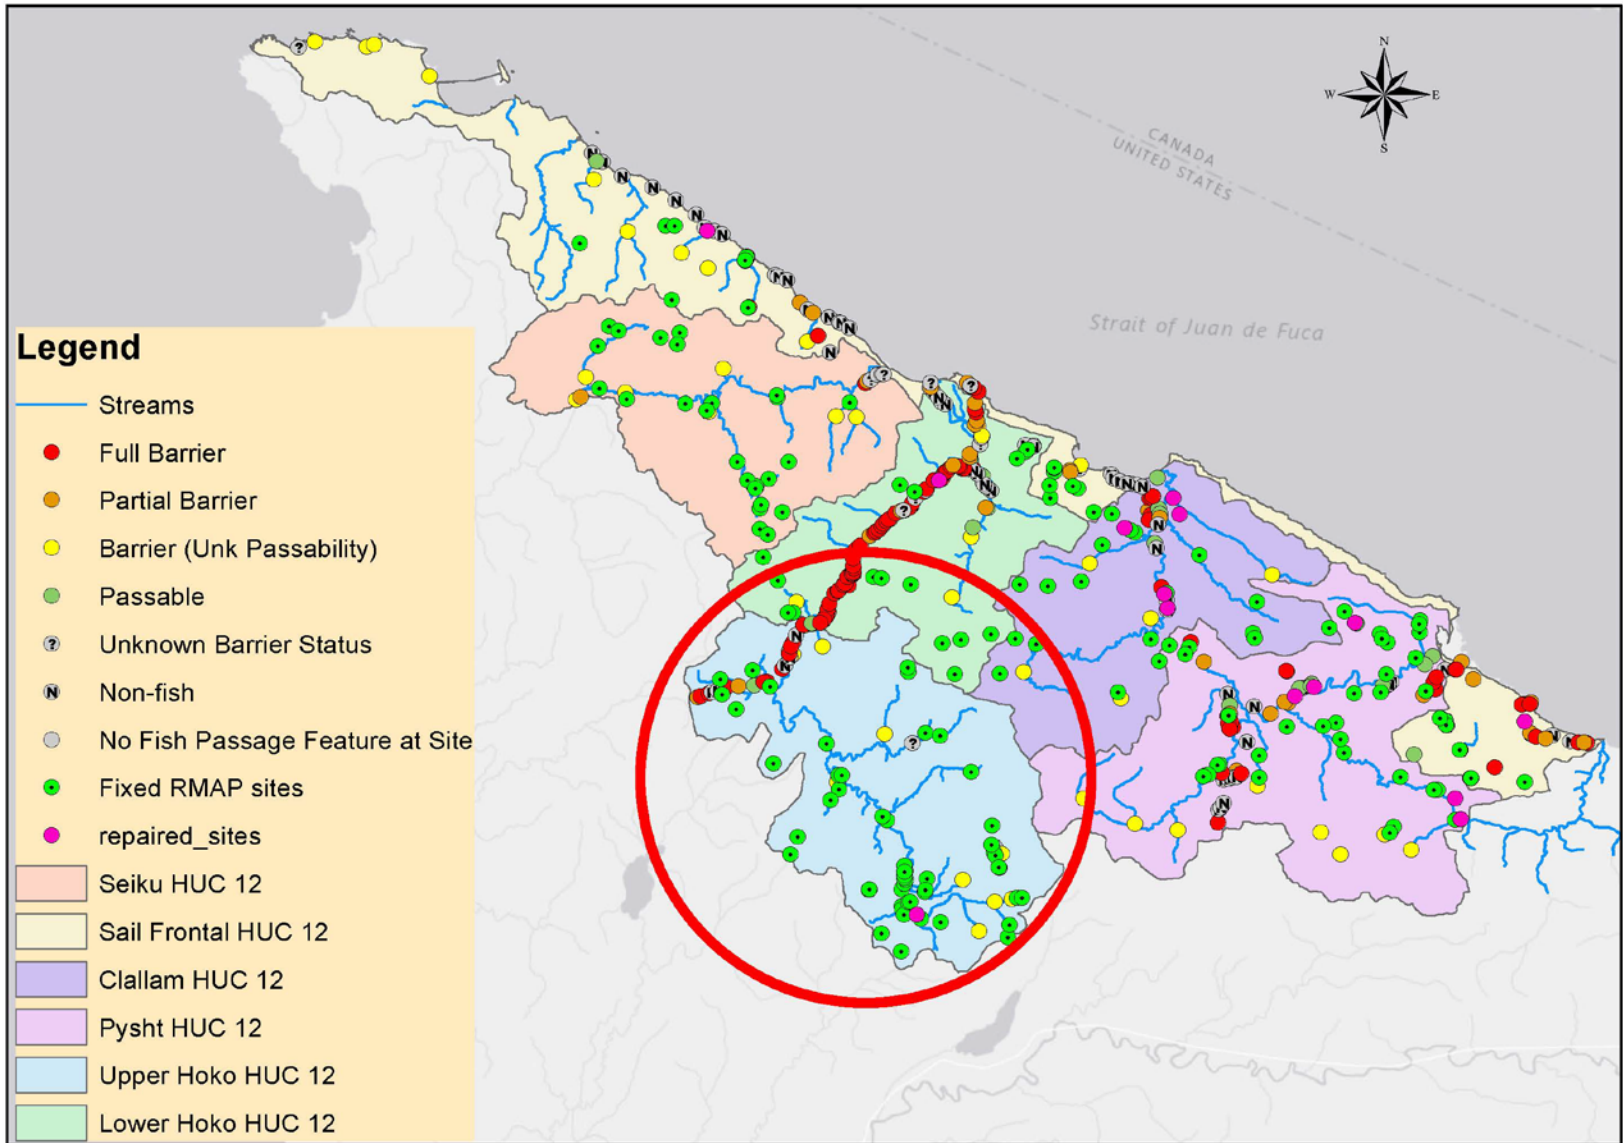 N
W
E
S
CANADA
UNITED STATES
Strait of Juan de Fuca
Legend
Streams
Full Barrier
Partial Barrier
Barrier (Unk Passability)
Passable
? Unknown Barrier Status
N Non-fish
No Fish Passage Feature at Site
Fixed RMAP sites
repaired_sites
Seiku HUC 12
Sail Frontal HUC 12
Clallam HUC 12
Pysht HUC 12
Upper Hoko HUC 12
Lower Hoko HUC 12